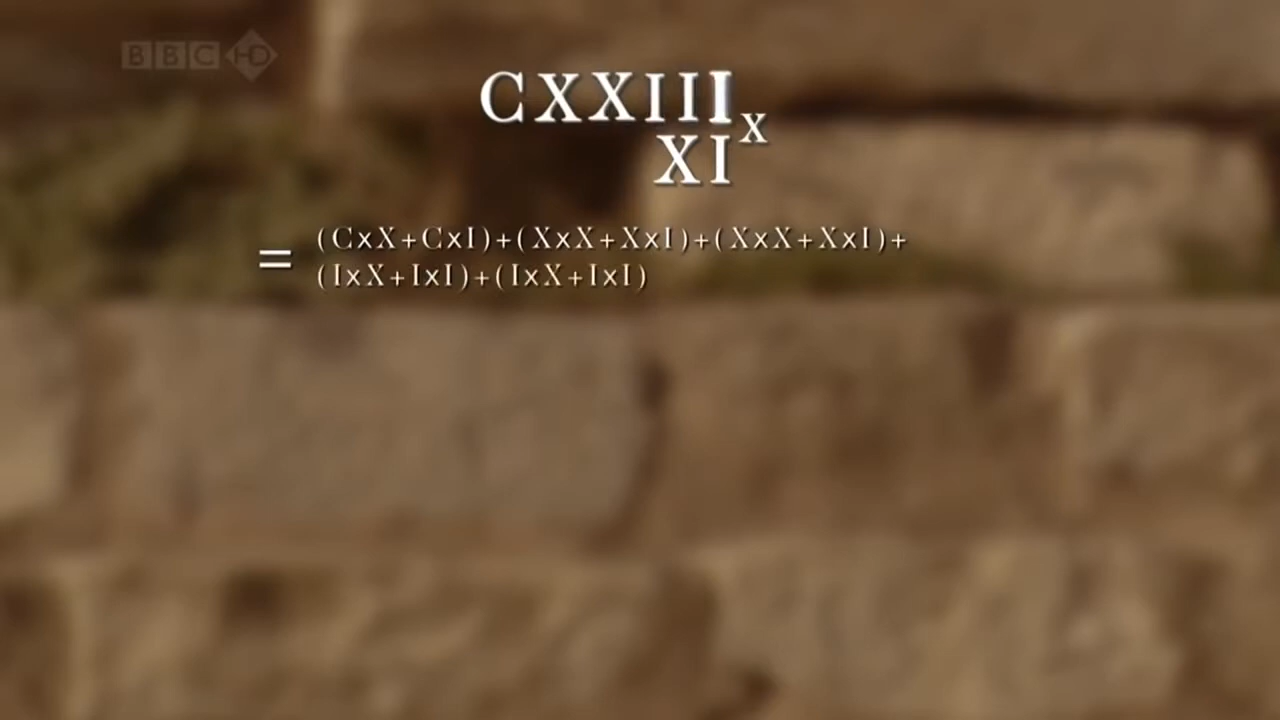 BBC HD
CXXIII
x
XI
= (CxX+CxI)+(XxX+XxI)+(XxX+XxI)+
(IxX+IxI)+(IxX+IxI)